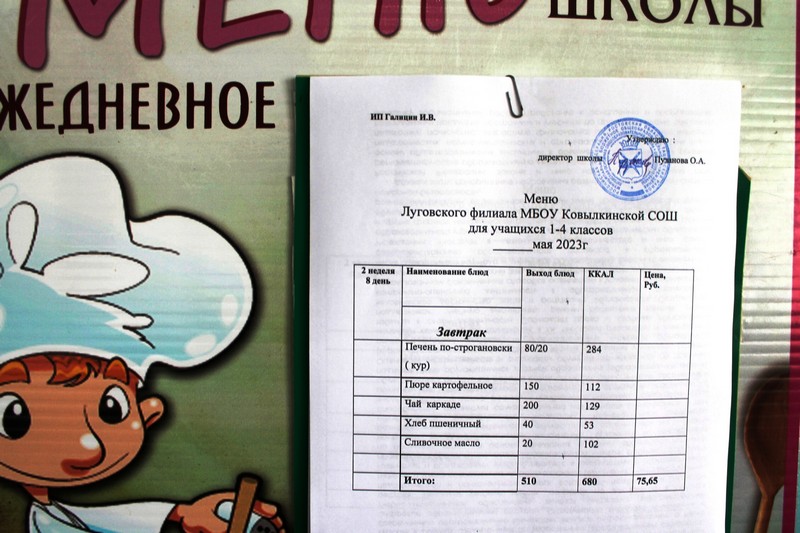 МЕНЮ
ШКОЛЫ
ЖЕДНЕВНОЕ
ИП Галицин И.В.
Утверждаю :
директор школы Пузанова О.А.
Меню
Луговского филиала МБОУ Ковылкинской СОШ
для учащихся 1-4 классов
______мая 2023г
2 неделя
8 день
Наименование блюд
Выход блюд
ККАЛ
Цена,
Руб.
Завтрак
Печень по-строгановски 80/20 284
( кур)
Пюре картофельное 150 112
Чай каркаде 200 129
Хлеб пшеничный 40 53
Сливочное масло 20 102
Итого: 510 680 75,65